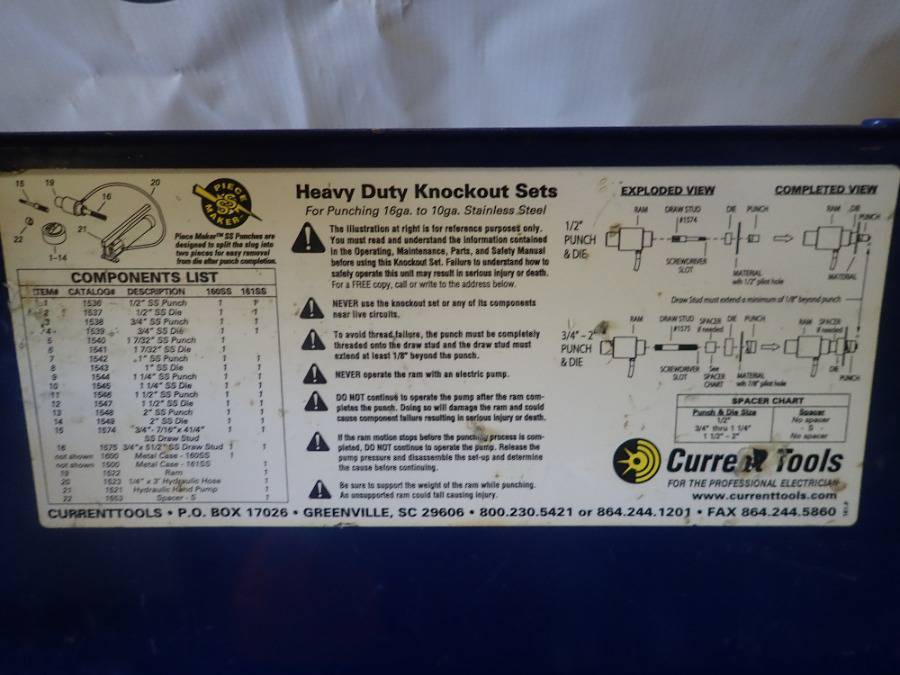 15 19 20
16
22 21
1-14
PIECE
MAKER
SS
Piece Maker™ SS Punches are
designed to split the slug into
two pieces for easy removal
from die after punch completion.
COMPONENTS LIST
ITEM# CATALOG# DESCRIPTION 160SS 161SS
1 1536 1/2" SS Punch 1 1
2 1537 1/2" SS Die 1 1
3 1538 3/4" SS Punch 1 1
4 1539 3/4" SS Die 1 1
5 1540 1 7/32" SS Punch 1
6 1541 1 7/32" SS Die 1
7 1542 1" SS Punch 1 1
8 1543 1" SS Die 1 1
9 1544 1 1/4" SS Punch 1 1
10 1545 1 1/4" SS Die 1 1
11 1546 1 1/2" SS Punch 1 1
12 1547 1 1/2" SS Die 1 1
13 1548 2" SS Punch 1 1
14 1549 2" SS Die 1 1
15 1574 3/4"- 7/16"x 41/4" 1 1
SS Draw Stud
16 1575 3/4"x 51/2" SS Draw Stud 1 1
not shown 1600 Metal Case - 160SS 1
not shown 1500 Metal Case - 161SS 1
19 1522 Ram 1
20 1523 1/4" x 3' Hydraulic Hose 1
21 1521 Hydraulic Hand Pump 1
22 1553 Spacer - S 1
Heavy Duty Knockout Sets
For Punching 16ga. to 10ga. Stainless Steel
The illustration at right is for reference purposes only.
You must read and understand the information contained
in the Operating, Maintenance, Parts, and Safety Manual
before using this Knockout Set. Failure to understand how to
safely operate this unit may result in serious injury or death.
For a FREE copy, call or write to the address below.
NEVER use the knockout set or any of its components
near live circuits.
To avoid thread failure, the punch must be completely
threaded onto the draw stud and the draw stud must
extend at least 1/8" beyond the punch.
NEVER operate the ram with an electric pump.
DO NOT continue to operate the pump after the ram com-
pletes the punch. Doing so will damage the ram and could
cause component failure resulting in serious injury or death.
If the ram motion stops before the punching process is com-
pleted, DO NOT continue to operate the pump. Release the
pump pressure and disassemble the set-up and determine
the cause before continuing.
Be sure to support the weight of the ram while punching.
An unsupported ram could fall causing injury.
EXPLODED VIEW COMPLETED VIEW
1/2"
PUNCH
& DIE
RAM DRAW STUD #1574 DIE PUNCH RAM DIE PUNCH
SCREWDRIVER SLOT
MATERIAL with 1/2" pilot hole
MATERIAL
Draw Stud must extend a minimum of 1/8" beyond punch
3/4" – 2"
PUNCH
& DIE
RAM DRAW STUD #1575 SPACER if needed DIE PUNCH RAM SPACER if needed
SCREWDRIVER SLOT
See SPACER CHART
MATERIAL with 7/8" pilot hole
DIE PUNCH
SPACER CHART
Punch & Die Size Spacer
1/2" No spacer
3/4" thru 1 1/4" - S -
1 1/2" - 2" No spacer
Current Tools
FOR THE PROFESSIONAL ELECTRICIAN
www.currenttools.com
CURRENTTOOLS • P.O. BOX 17026 • GREENVILLE, SC 29606 • 800.230.5421 or 864.244.1201 • FAX 864.244.5860